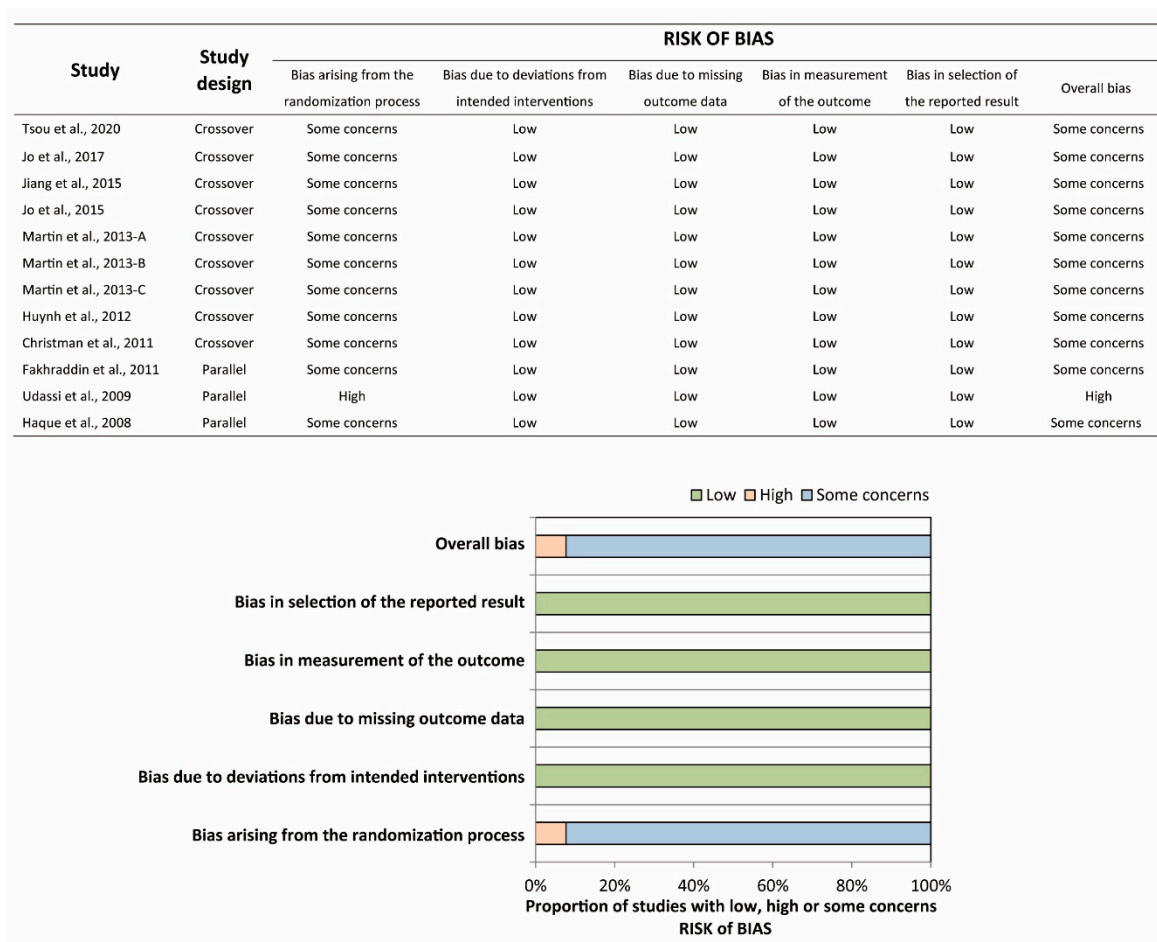 RISK OF BIAS
Study
Study design
Bias arising from the randomization process
Bias due to deviations from intended interventions
Bias due to missing outcome data
Bias in measurement of the outcome
Bias in selection of the reported result
Overall bias
Tsou et al., 2020 Crossover Some concerns Low Low Low Low Some concerns
Jo et al., 2017 Crossover Some concerns Low Low Low Low Some concerns
Jiang et al., 2015 Crossover Some concerns Low Low Low Low Some concerns
Jo et al., 2015 Crossover Some concerns Low Low Low Low Some concerns
Martin et al., 2013-A Crossover Some concerns Low Low Low Low Some concerns
Martin et al., 2013-B Crossover Some concerns Low Low Low Low Some concerns
Martin et al., 2013-C Crossover Some concerns Low Low Low Low Some concerns
Huynh et al., 2012 Crossover Some concerns Low Low Low Low Some concerns
Christman et al., 2011 Crossover Some concerns Low Low Low Low Some concerns
Fakhraddin et al., 2011 Parallel Some concerns Low Low Low Low Some concerns
Udassi et al., 2009 Parallel High Low Low Low Low High
Haque et al., 2008 Parallel Some concerns Low Low Low Low Some concerns
Low High Some concerns
Overall bias
Bias in selection of the reported result
Bias in measurement of the outcome
Bias due to missing outcome data
Bias due to deviations from intended interventions
Bias arising from the randomization process
0% 20% 40% 60% 80% 100%
Proportion of studies with low, high or some concerns
RISK of BIAS